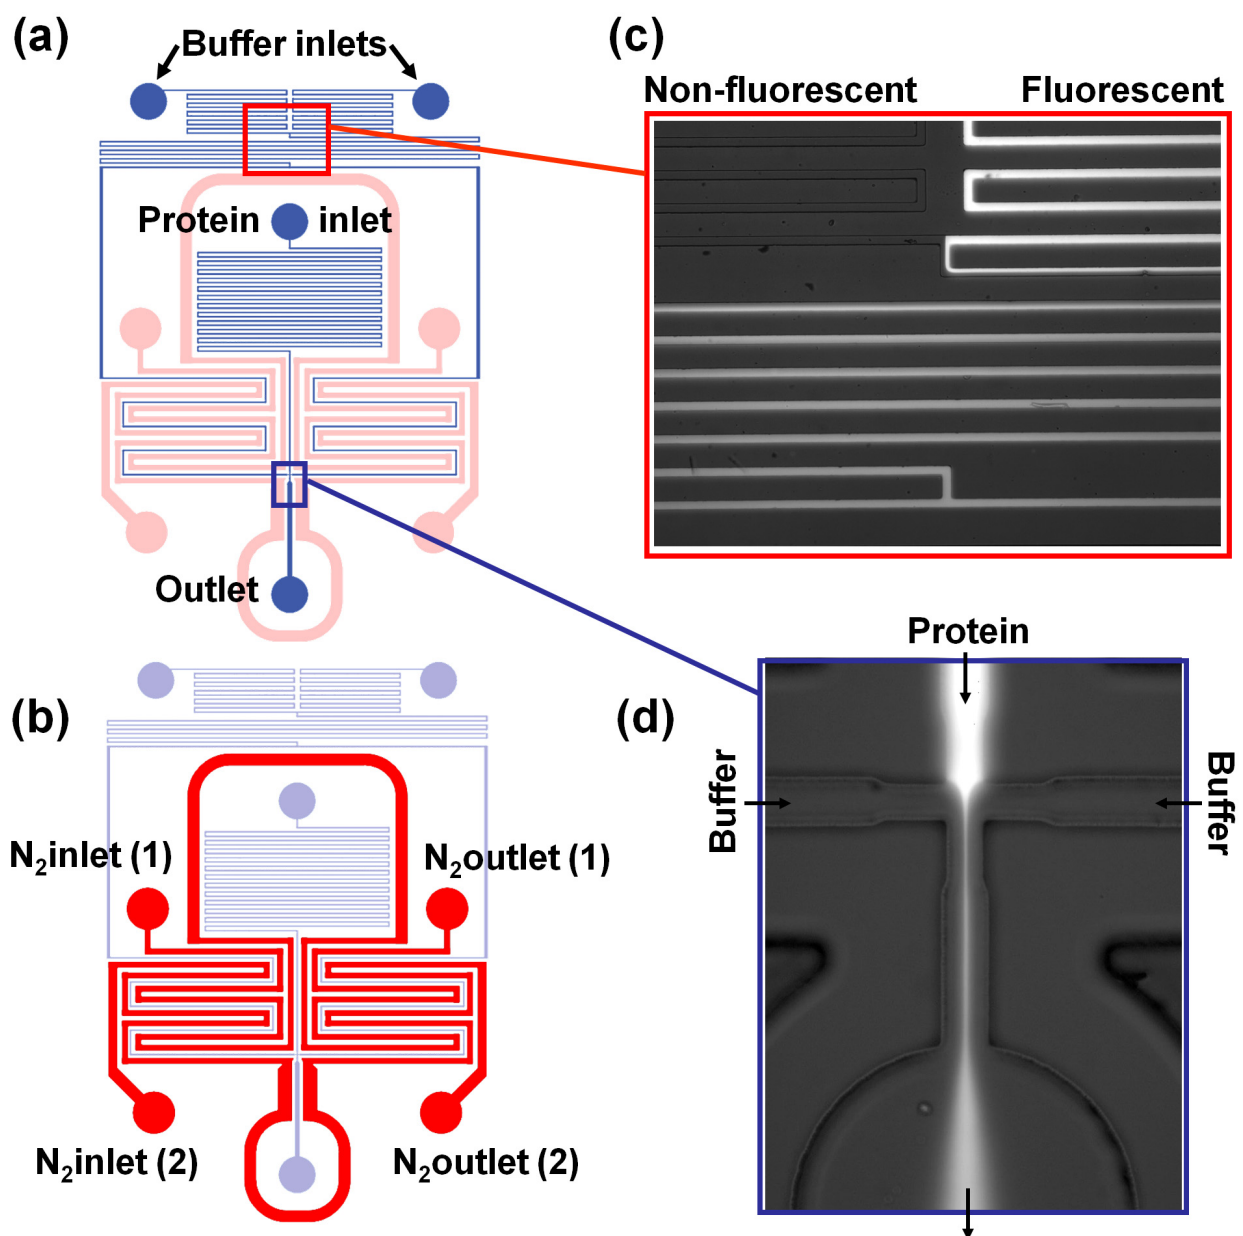 (a)
Buffer inlets
Protein inlet
Outlet
(b)
N₂inlet (1)
N₂outlet (1)
N₂inlet (2)
N₂outlet (2)
(c)
Non-fluorescent Fluorescent
(d)
Protein
Buffer
Buffer